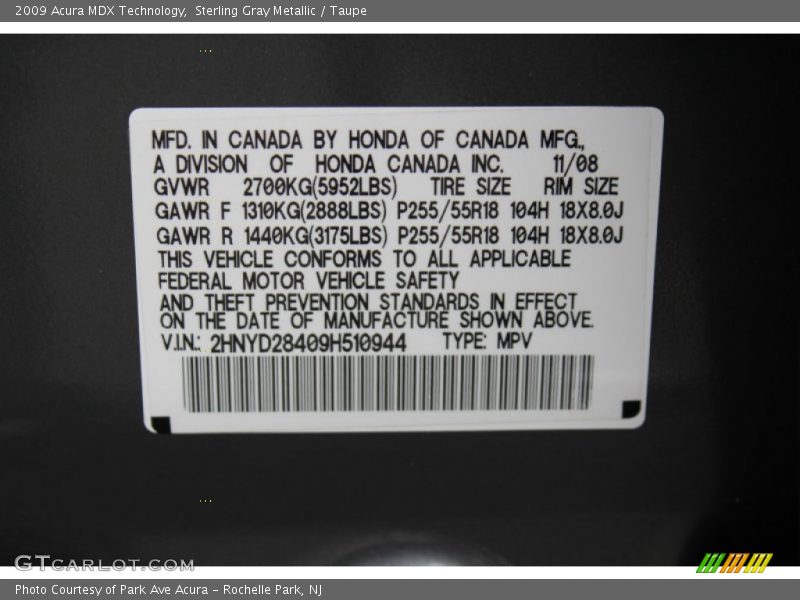 2009 Acura MDX Technology,  Sterling Gray Metallic / Taupe
MFD. IN CANADA BY HONDA OF CANADA MFG.,
A DIVISION OF HONDA CANADA INC. 11/08
GVWR 2700KG(5952LBS) TIRE SIZE RIM SIZE
GAWR F 1310KG(2888LBS) P255/55R18 104H 18X8.0J
GAWR R 1440KG(3175LBS) P255/55R18 104H 18X8.0J
THIS VEHICLE CONFORMS TO ALL APPLICABLE
FEDERAL MOTOR VEHICLE SAFETY
AND THEFT PREVENTION STANDARDS IN EFFECT
ON THE DATE OF MANUFACTURE SHOWN ABOVE.
V.I.N.: 2HNYD28409H510944 TYPE: MPV
GTCARLOT.COM
Photo Courtesy of Park Ave Acura - Rochelle Park, NJ